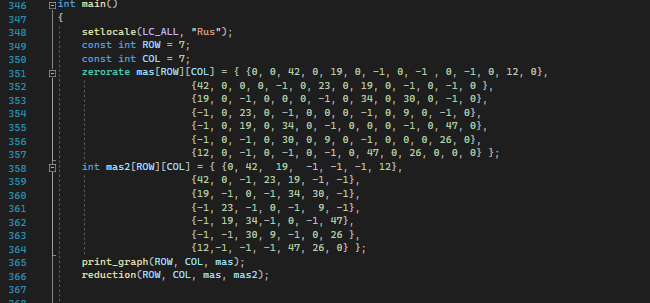 346 int main()
347 {
348 setlocale(LC_ALL, "Rus");
349 const int ROW = 7;
350 const int COL = 7;
351 zerorate mas[ROW][COL] = { {0, 0, 42, 0, 19, 0, -1, 0, -1 , 0, -1, 0, 12, 0},
352 {42, 0, 0, 0, -1, 0, 23, 0, 19, 0, -1, 0, -1, 0 },
353 {19, 0, -1, 0, 0, 0, -1, 0, 34, 0, 30, 0, -1, 0},
354 {-1, 0, 23, 0, -1, 0, 0, 0, -1, 0, 9, 0, -1, 0},
355 {-1, 0, 19, 0, 34, 0, -1, 0, 0, 0, -1, 0, 47, 0},
356 {-1, 0, -1, 0, 30, 0, 9, 0, -1, 0, 0, 0, 26, 0},
357 {12, 0, -1, 0, -1, 0, -1, 0, 47, 0, 26, 0, 0, 0} };
358 int mas2[ROW][COL] = { {0, 42, 19, -1, -1, -1, 12},
359 {42, 0, -1, 23, 19, -1, -1},
360 {19, -1, 0, -1, 34, 30, -1},
361 {-1, 23, -1, 0, -1, 9, -1},
362 {-1, 19, 34,-1, 0, -1, 47},
363 {-1, -1, 30, 9, -1, 0, 26 },
364 {12,-1, -1, -1, 47, 26, 0} };
365 print_graph(ROW, COL, mas);
366 reduction(ROW, COL, mas, mas2);
367